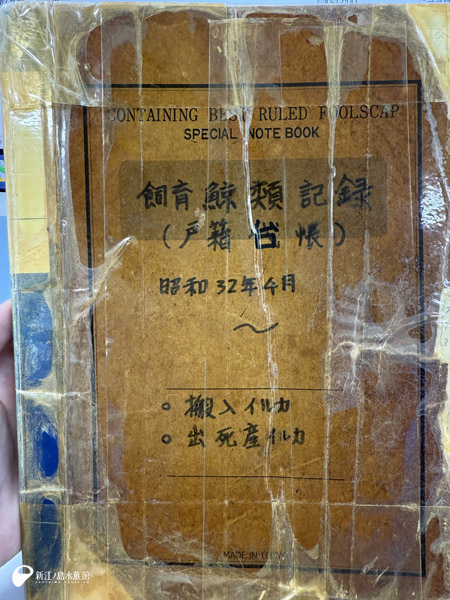 CONTAINING BEST RULED FOOLSCAP
SPECIAL NOTE BOOK
飼育鯨類記録
(戸籍台帳)
昭和32年4月
~
搬入イルカ
出死産イルカ
MADE IN
新江ノ島水族館